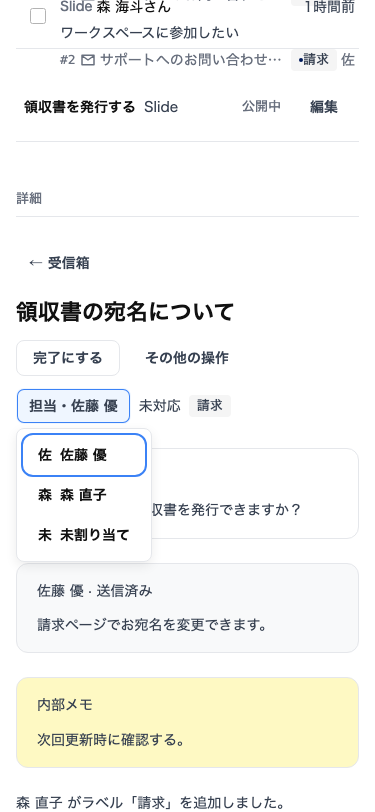 Slide 森 海斗さん 1時間前
ワークスペースに参加したい
#2 サポートへのお問い合わせ… •請求 佐
領収書を発行する Slide 公開中 編集
詳細
← 受信箱
領収書の宛名について
完了にする その他の操作
担当・佐藤 優 未対応 請求
佐 佐藤 優
森 森 直子
未 未割り当て
収書を発行できますか？
佐藤 優 · 送信済み
請求ページでお宛名を変更できます。
内部メモ
次回更新時に確認する。
森 直子 がラベル「請求」を追加しました。